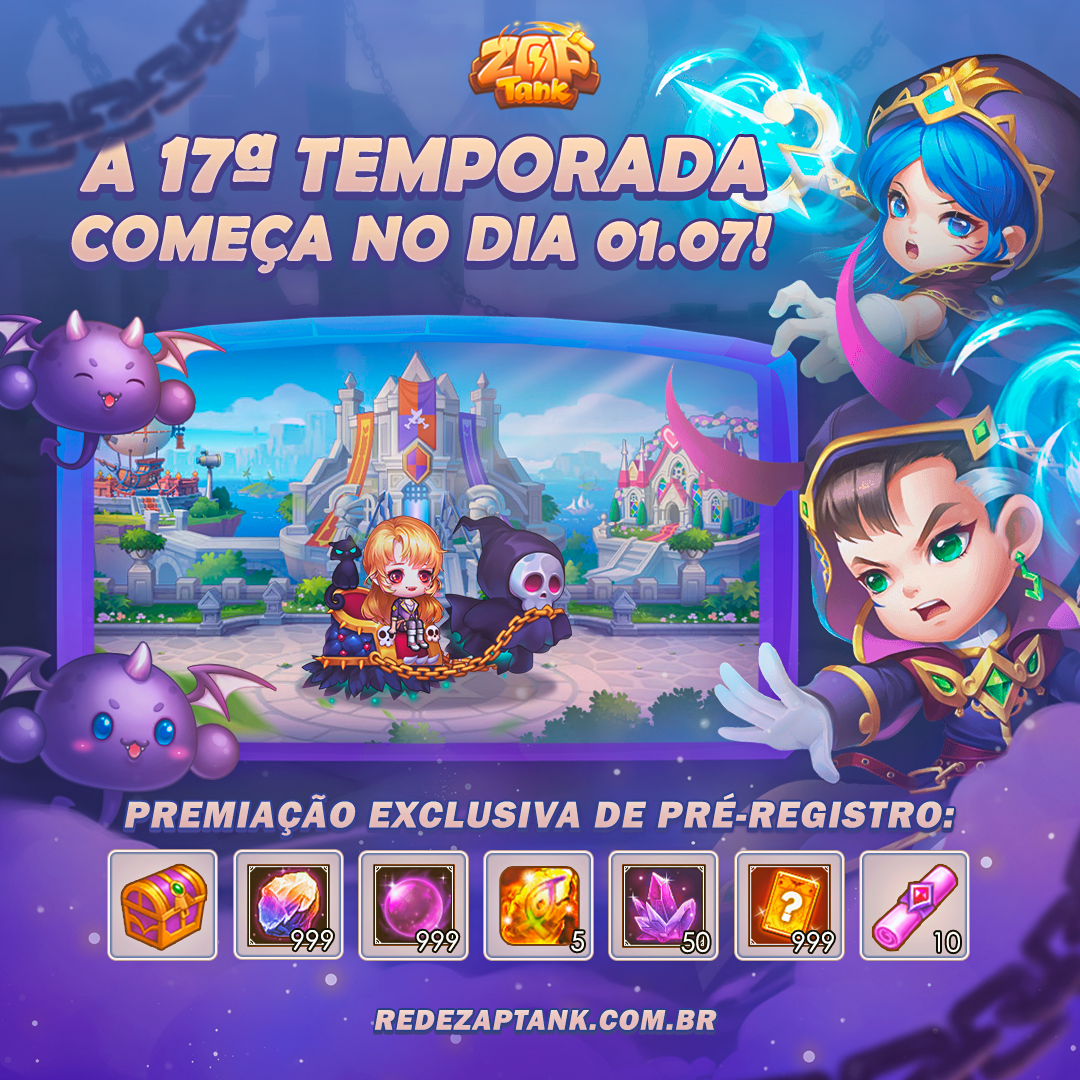 ZAP
Tank
A 17ª TEMPORADA
COMEÇA NO DIA 01.07!
PREMIAÇÃO EXCLUSIVA DE PRÉ-REGISTRO:
999 999 5 50 999 10
REDEZAPTANK.COM.BR